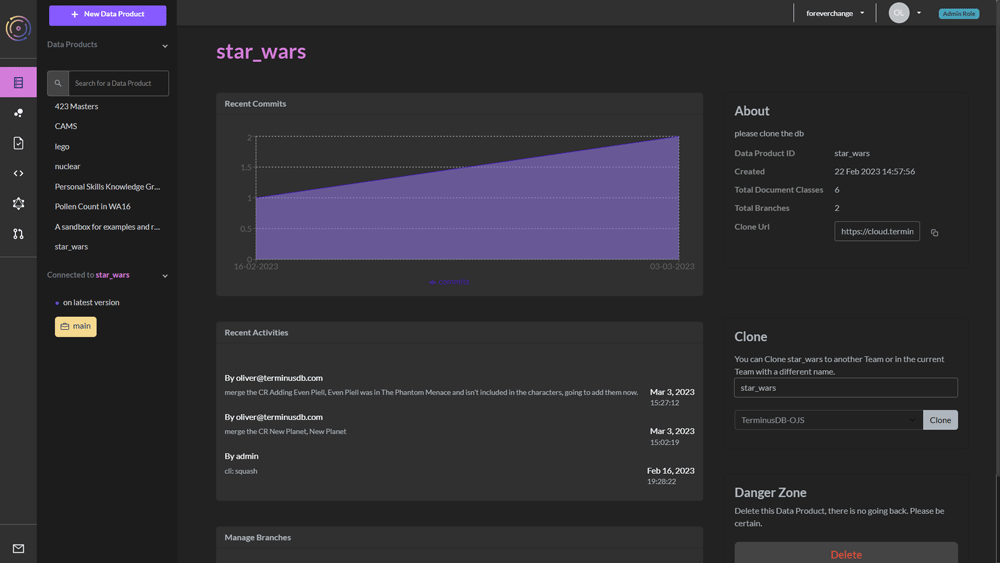 New Data Product
foreverchange
OL
Admin Role
Data Products
Search for a Data Product
423 Masters
CAMS
lego
nuclear
Personal Skills Knowledge Gr...
Pollen Count in WA16
A sandbox for examples and r...
star_wars
Connected to star_wars
on latest version
main
star_wars
Recent Commits
2
1.5
1
0.5
0
16-02-2023
03-03-2023
commits
Recent Activities
By oliver@terminusdb.com
merge the CR Adding Even Piell, Even Piell was in The Phantom Menace and isn't included in the characters, going to add them now.
Mar 3, 2023
15:27:12
By oliver@terminusdb.com
merge the CR New Planet, New Planet
Mar 3, 2023
15:02:19
By admin
cli: squash
Feb 16, 2023
19:28:22
Manage Branches
About
please clone the db
Data Product ID star_wars
Created 22 Feb 2023 14:57:56
Total Document Classes 6
Total Branches 2
Clone Url https://cloud.termin
Clone
You can Clone star_wars to another Team or in the current
Team with a different name.
star_wars
TerminusDB-OJS
Clone
Danger Zone
Delete this Data Product, there is no going back. Please be
certain.
Delete